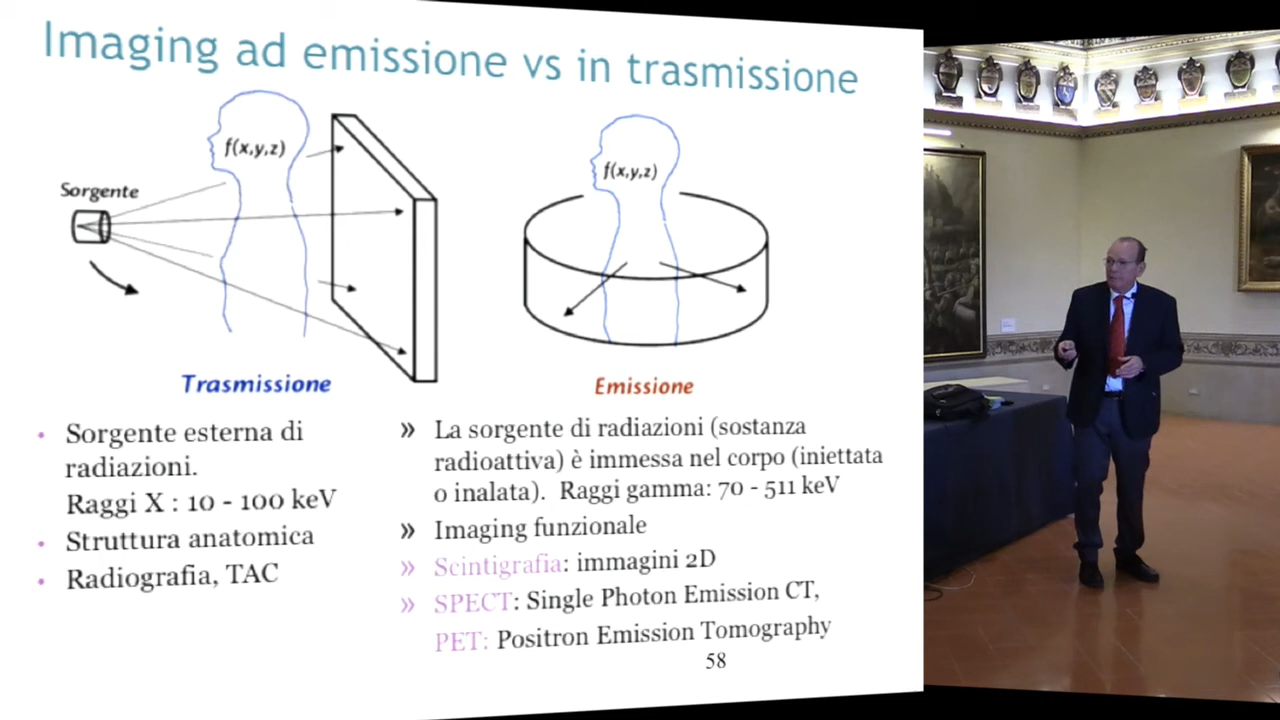 Imaging ad emissione vs in trasmissione
f(x,y,z)
Sorgente
f(x,y,z)
Trasmissione
Emissione
• Sorgente esterna di
radiazioni.
Raggi X : 10 - 100 keV
• Struttura anatomica
• Radiografia, TAC
» La sorgente di radiazioni (sostanza
radioattiva) è immessa nel corpo (iniettata
o inalata). Raggi gamma: 70 - 511 keV
» Imaging funzionale
» Scintigrafia: immagini 2D
» SPECT: Single Photon Emission CT,
PET: Positron Emission Tomography
58